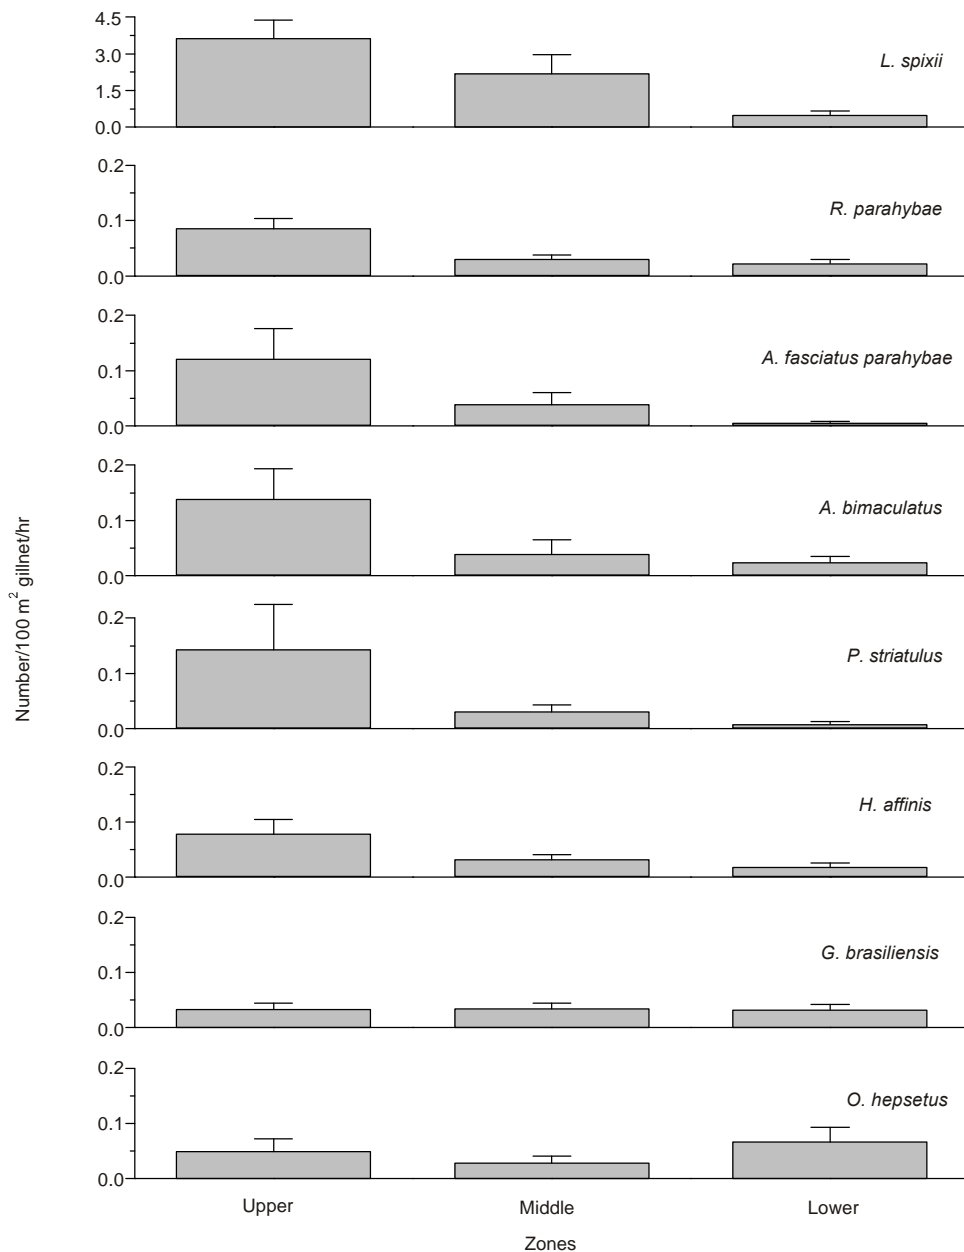 4.5
3.0
1.5
0.0
L. spixii
0.2
0.1
0.0
R. parahybae
0.2
0.1
0.0
A. fasciatus parahybae
0.2
0.1
0.0
A. bimaculatus
0.2
0.1
0.0
P. striatulus
0.2
0.1
0.0
H. affinis
0.2
0.1
0.0
G. brasiliensis
0.2
0.1
0.0
O. hepsetus
Number/100 m² gillnet/hr
Upper Middle Lower
Zones